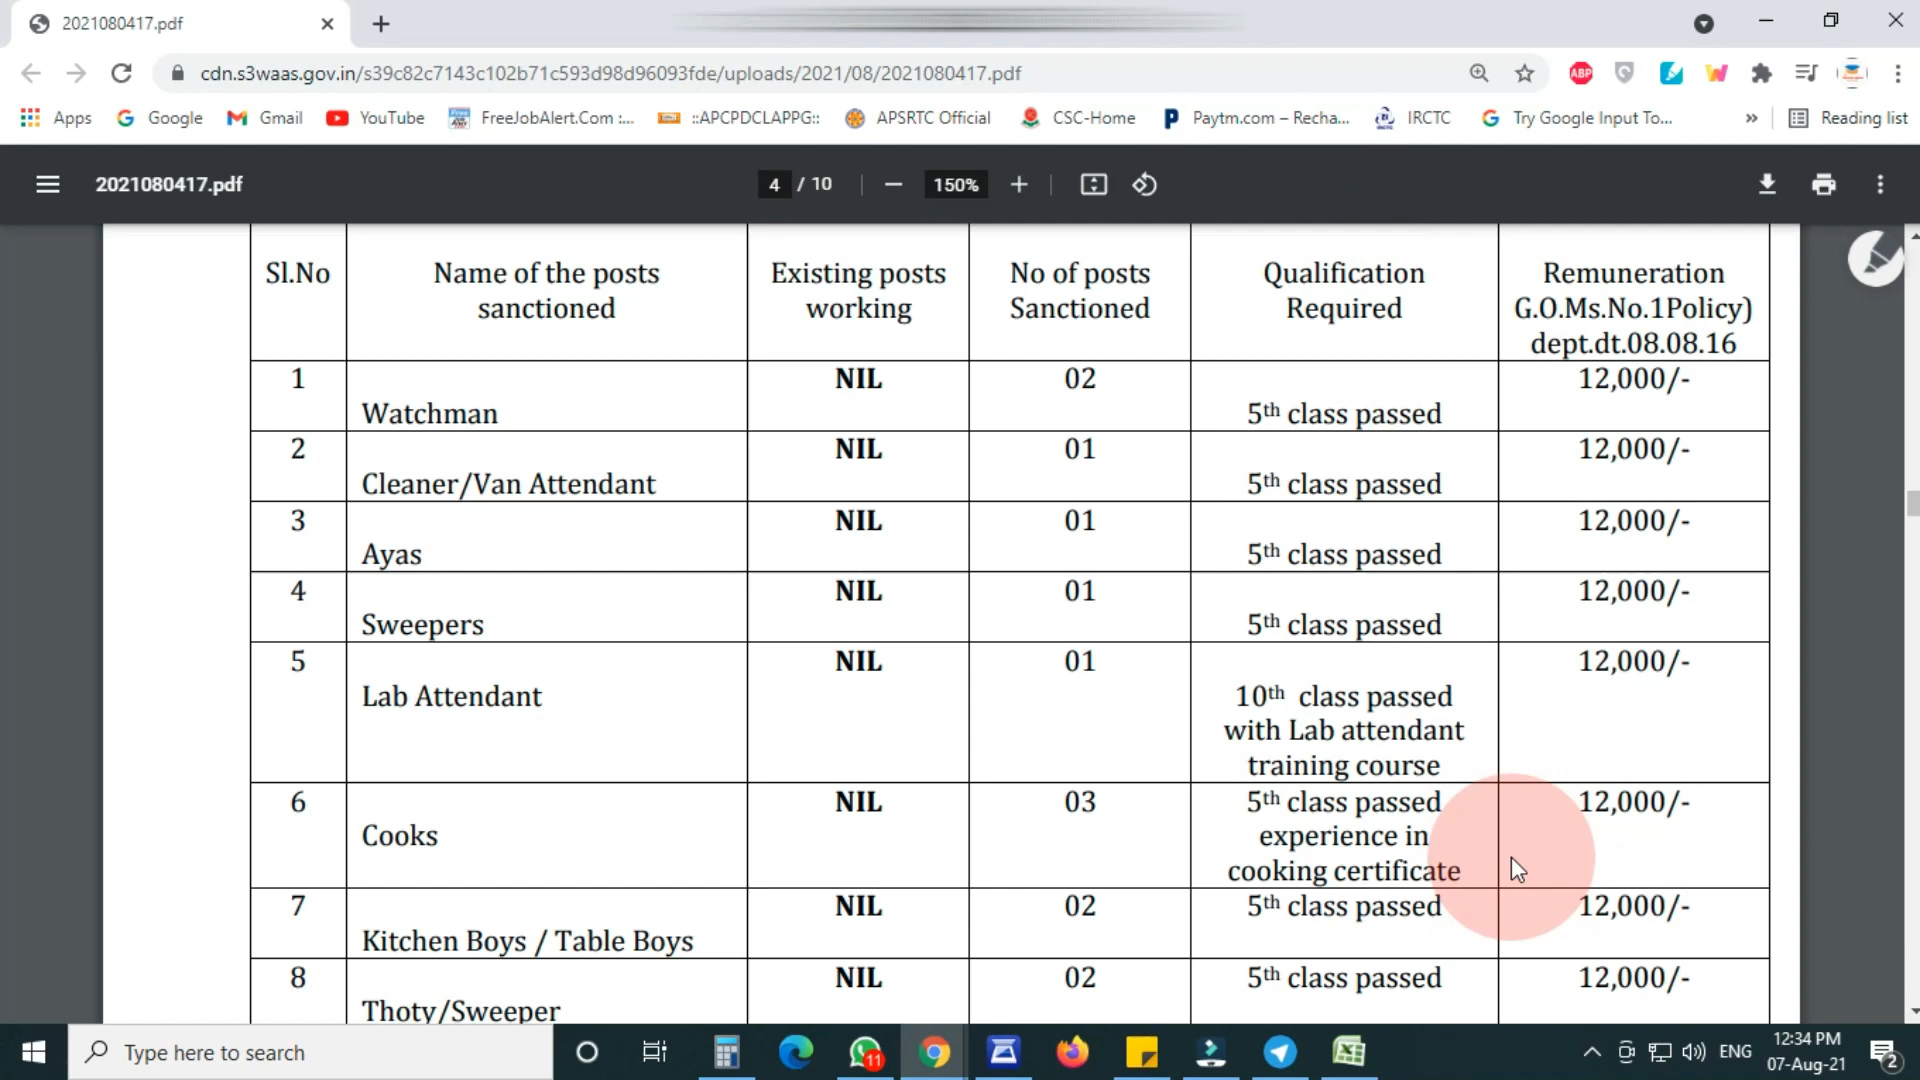 2021080417.pdf
cdn.s3waas.gov.in/s39c82c7143c102b71c593d98d96093fde/uploads/2021/08/2021080417.pdf
ABP
Apps Google Gmail YouTube FreeJobAlert.Com :... ::APCPDCLAPPG:: APSRTC Official CSC-Home Paytm.com – Recha... IRCTC Try Google Input To... » Reading list
2021080417.pdf 4 / 10 150%
Sl.No Name of the posts sanctioned Existing posts working No of posts Sanctioned Qualification Required Remuneration G.O.Ms.No.1Policy) dept.dt.08.08.16
1 Watchman NIL 02 5th class passed 12,000/-
2 Cleaner/Van Attendant NIL 01 5th class passed 12,000/-
3 Ayas NIL 01 5th class passed 12,000/-
4 Sweepers NIL 01 5th class passed 12,000/-
5 Lab Attendant NIL 01 10th class passed with Lab attendant training course 12,000/-
6 Cooks NIL 03 5th class passed experience in cooking certificate 12,000/-
7 Kitchen Boys / Table Boys NIL 02 5th class passed 12,000/-
8 Thoty/Sweeper NIL 02 5th class passed 12,000/-
Type here to search
11
ENG
12:34 PM
07-Aug-21
2